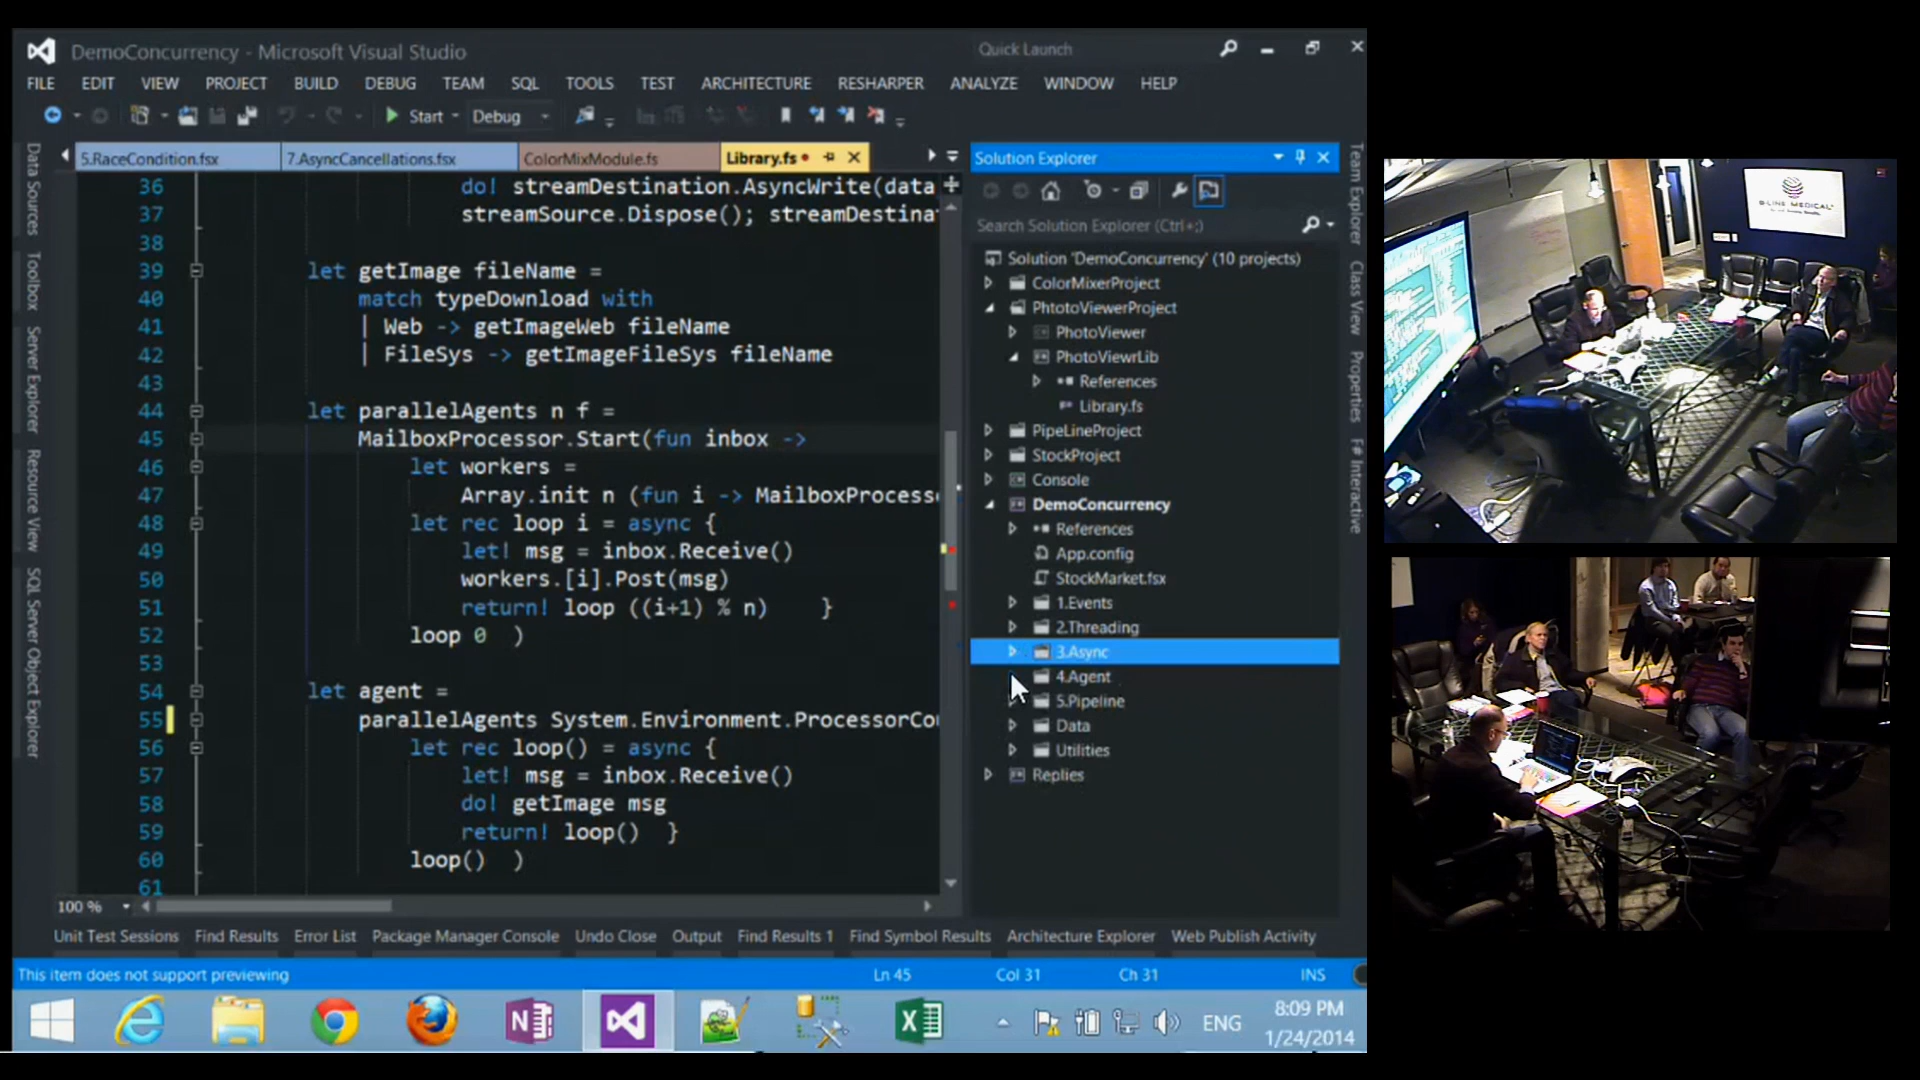 DemoConcurrency - Microsoft Visual Studio
Quick Launch
FILE EDIT VIEW PROJECT BUILD DEBUG TEAM SQL TOOLS TEST ARCHITECTURE RESHARPER ANALYZE WINDOW HELP
Start Debug
5.RaceCondition.fsx 7.AsyncCancellations.fsx ColorMixModule.fs Library.fs
36 do! streamDestination.AsyncWrite(data
37 streamSource.Dispose(); streamDestina
38
39 let getImage fileName =
40 match typeDownload with
41 | Web -> getImageWeb fileName
42 | FileSys -> getImageFileSys fileName
43
44 let parallelAgents n f =
45 MailboxProcessor.Start(fun inbox ->
46 let workers =
47 Array.init n (fun i -> MailboxProcess
48 let rec loop i = async {
49 let! msg = inbox.Receive()
50 workers.[i].Post(msg)
51 return! loop ((i+1) % n) }
52 loop 0 )
53
54 let agent =
55 parallelAgents System.Environment.ProcessorCo
56 let rec loop() = async {
57 let! msg = inbox.Receive()
58 do! getImage msg
59 return! loop() }
60 loop() )
61
100 %
Data Sources
Toolbox
Server Explorer
Resource View
SQL Server Object Explorer
Solution Explorer
Search Solution Explorer (Ctrl+;)
Solution 'DemoConcurrency' (10 projects)
ColorMixerProject
PhtotoViewerProject
PhotoViewer
PhotoViewrLib
References
Library.fs
PipeLineProject
StockProject
Console
DemoConcurrency
References
App.config
StockMarket.fsx
1.Events
2.Threading
3.Async
4.Agent
5.Pipeline
Data
Utilities
Replies
Team Explorer
Class View
Properties
F# Interactive
Unit Test Sessions Find Results Error List Package Manager Console Undo Close Output Find Results 1 Find Symbol Results Architecture Explorer Web Publish Activity
This item does not support previewing
Ln 45 Col 31 Ch 31 INS
ENG
8:09 PM
1/24/2014
B-LINE MEDICAL